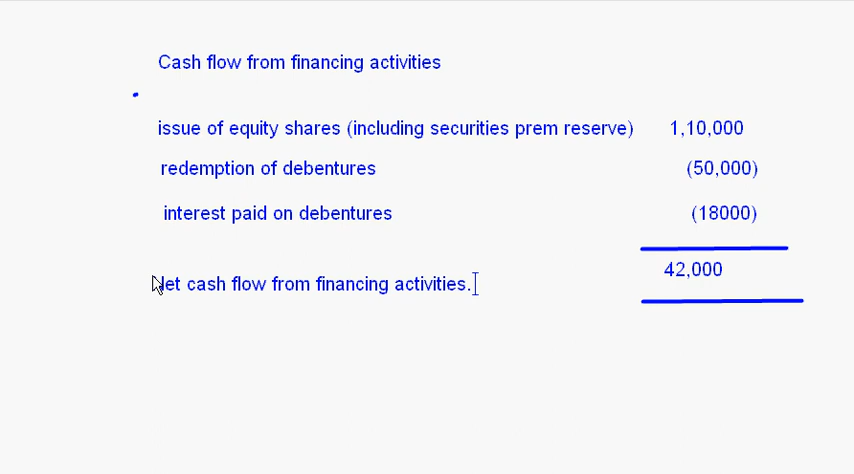 Cash flow from financing activities
issue of equity shares (including securities prem reserve) 1,10,000
redemption of debentures (50,000)
interest paid on debentures (18000)
Net cash flow from financing activities. 42,000